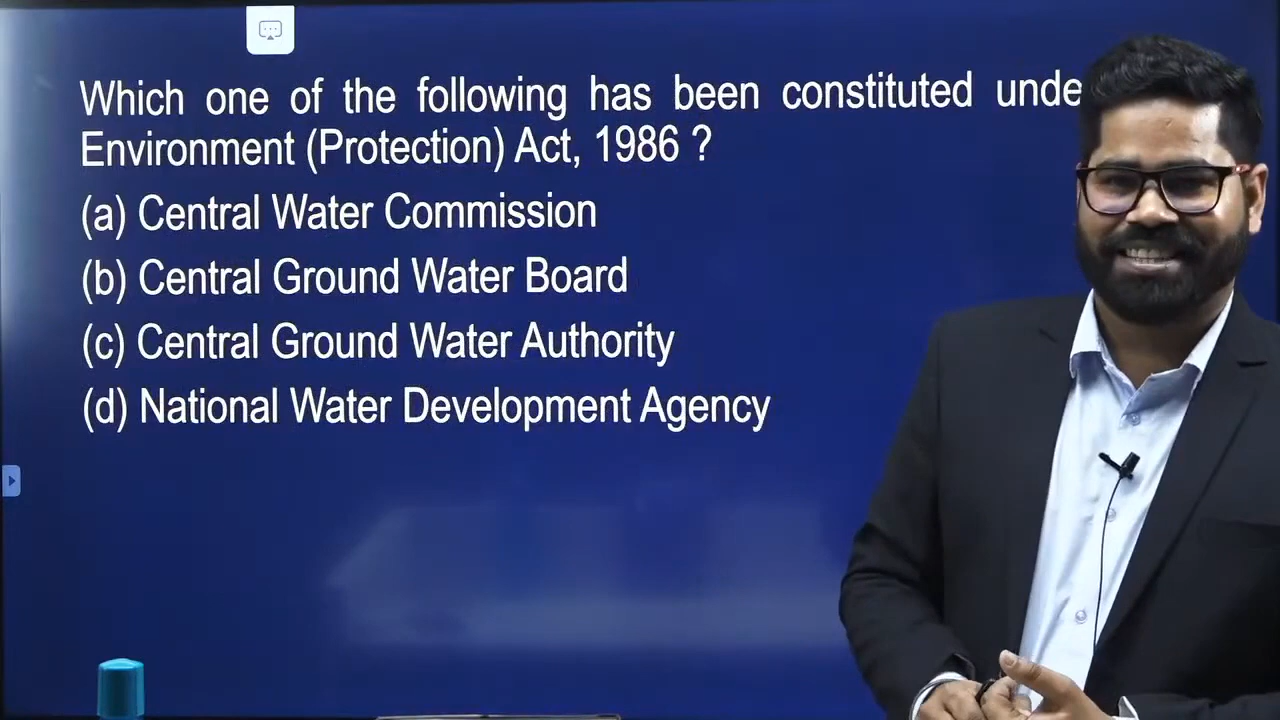 Which one of the following has been constituted unde
Environment (Protection) Act, 1986 ?
(a) Central Water Commission
(b) Central Ground Water Board
(c) Central Ground Water Authority
(d) National Water Development Agency